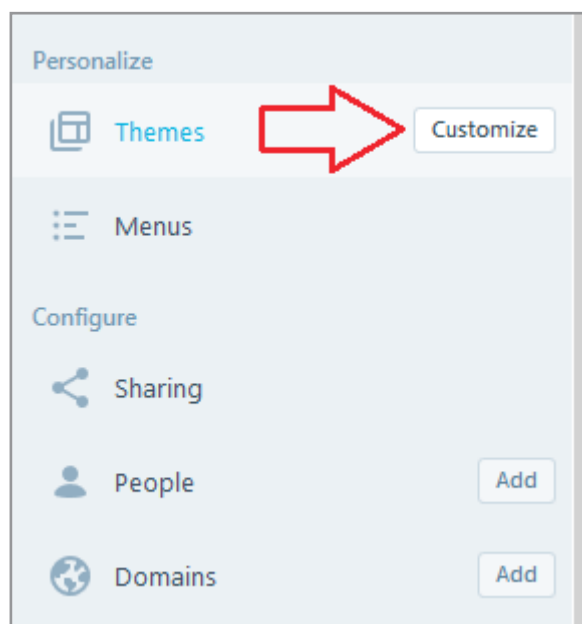 Personalize
Themes Customize
Menus
Configure
Sharing
People Add
Domains Add